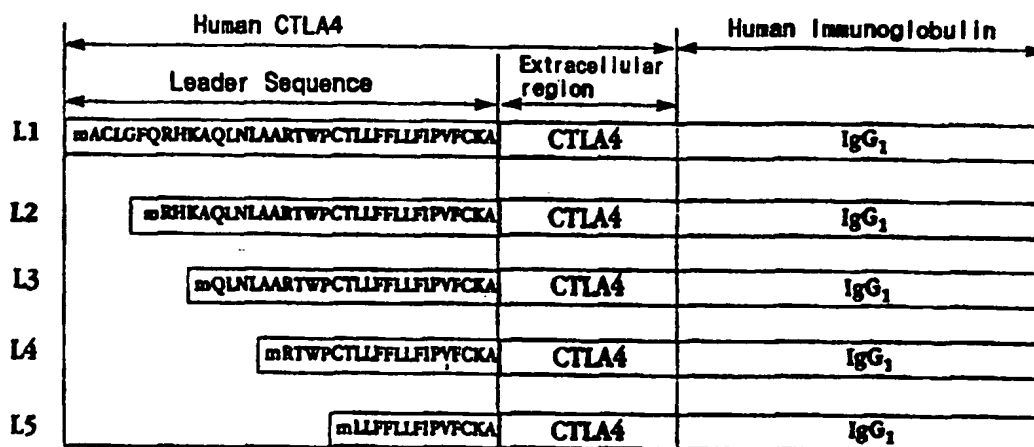 Human CTLA4 Human Immunoglobulin
Leader Sequence Extracellular region
L1 mACLGFQRHKAQLNLAARTWPCTLLFFLLFIPVFCKA CTLA4 IgG₁
L2 mRHKAQLNLAARTWPCTLLFFLLFIPVFCKA CTLA4 IgG₁
L3 mQLNLAARTWPCTLLFFLLFIPVFCKA CTLA4 IgG₁
L4 mRTWPCTLLFFLLFIPVFCKA CTLA4 IgG₁
L5 mLLFFLLFIPVFCKA CTLA4 IgG₁